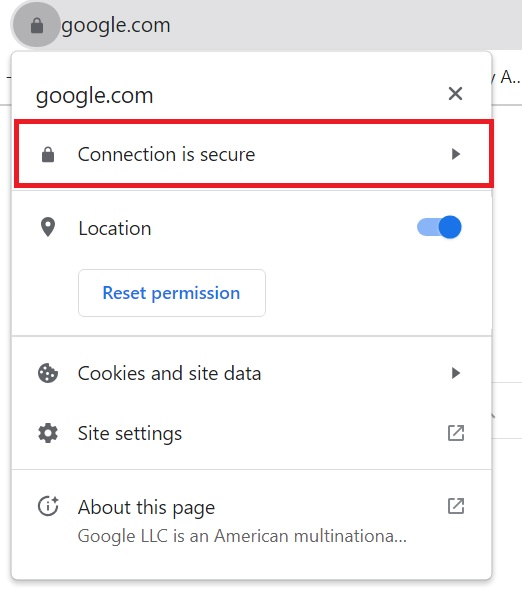 google.com
y A..
google.com
Connection is secure
Location
Reset permission
Cookies and site data
Site settings
About this page
Google LLC is an American multinationa...